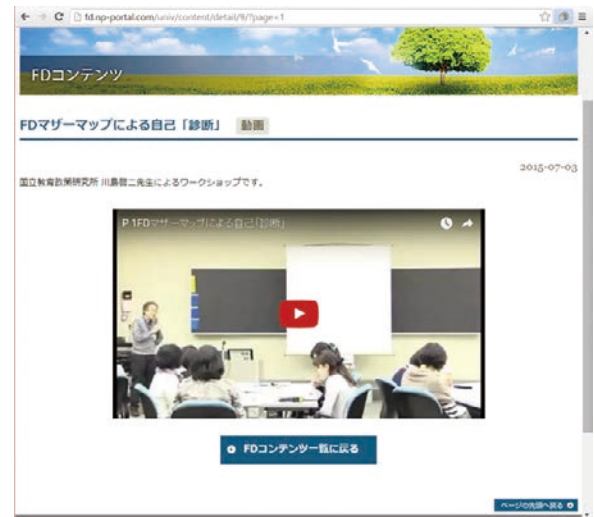 fd.np-portal.com/univ/content/detail/9/?page=1
FDコンテンツ
FDマザーマップによる自己「診断」 動画
2015-07-03
国立教育政策研究所 川島啓二先生によるワークショップです。
P.1FDマザーマップによる自己「診断」
FDコンテンツ一覧に戻る
ページの先頭へ戻る